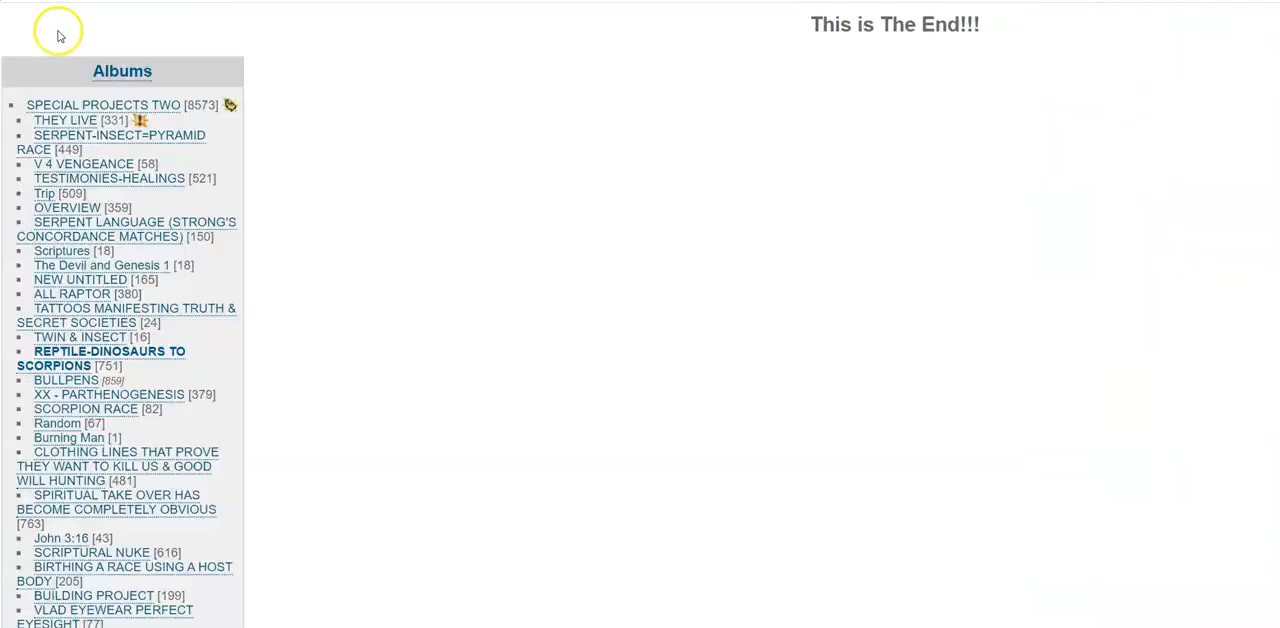 This is The End!!!
Albums
SPECIAL PROJECTS TWO [8573]
THEY LIVE [331]
SERPENT-INSECT=PYRAMID
RACE [449]
V 4 VENGEANCE [58]
TESTIMONIES-HEALINGS [521]
Trip [509]
OVERVIEW [359]
SERPENT LANGUAGE (STRONG'S
CONCORDANCE MATCHES) [150]
Scriptures [18]
The Devil and Genesis 1 [18]
NEW UNTITLED [165]
ALL RAPTOR [380]
TATTOOS MANIFESTING TRUTH &
SECRET SOCIETIES [24]
TWIN & INSECT [16]
REPTILE-DINOSAURS TO
SCORPIONS [751]
BULLPENS [859]
XX - PARTHENOGENESIS [379]
SCORPION RACE [82]
Random [67]
Burning Man [1]
CLOTHING LINES THAT PROVE
THEY WANT TO KILL US & GOOD
WILL HUNTING [481]
SPIRITUAL TAKE OVER HAS
BECOME COMPLETELY OBVIOUS
[763]
John 3:16 [43]
SCRIPTURAL NUKE [616]
BIRTHING A RACE USING A HOST
BODY [205]
BUILDING PROJECT [199]
VLAD EYEWEAR PERFECT
EYESIGHT [77]